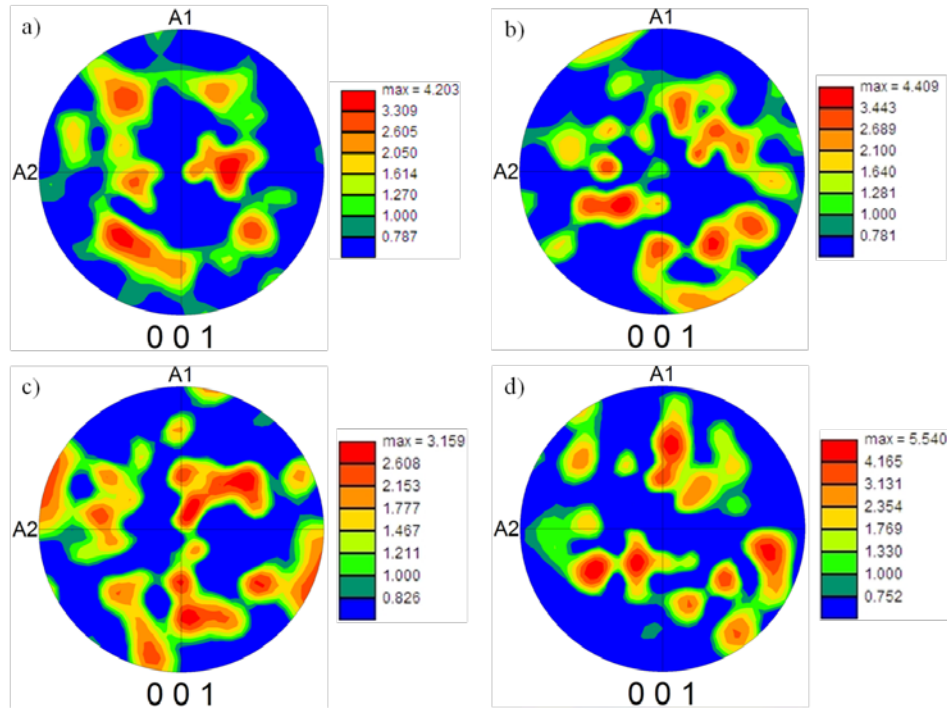 a)
A1
A2
0 0 1
max = 4.203
3.309
2.605
2.050
1.614
1.270
1.000
0.787
b)
A1
A2
0 0 1
max = 4.409
3.443
2.689
2.100
1.640
1.281
1.000
0.781
c)
A1
A2
0 0 1
max = 3.159
2.608
2.153
1.777
1.467
1.211
1.000
0.826
d)
A1
A2
0 0 1
max = 5.540
4.165
3.131
2.354
1.769
1.330
1.000
0.752